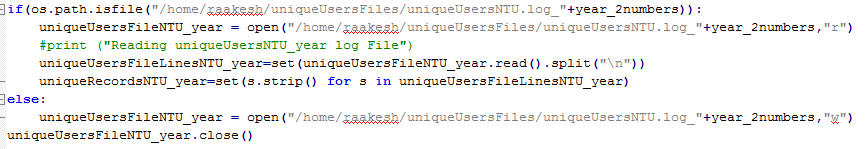 if(os.path.isfile("/home/raakesh/uniqueUsersFiles/uniqueUsersNTU.log_"+year_2numbers)):
    uniqueUsersFileNTU_year = open("/home/raakesh/uniqueUsersFiles/uniqueUsersNTU.log_"+year_2numbers,"r")
    #print ("Reading uniqueUsersNTU_year log File")
    uniqueUsersFileLinesNTU_year=set(uniqueUsersFileNTU_year.read().split("\n"))
    uniqueRecordsNTU_year=set(s.strip() for s in uniqueUsersFileLinesNTU_year)
else:
    uniqueUsersFileNTU_year = open("/home/raakesh/uniqueUsersFiles/uniqueUsersNTU.log_"+year_2numbers,"w")
uniqueUsersFileNTU_year.close()